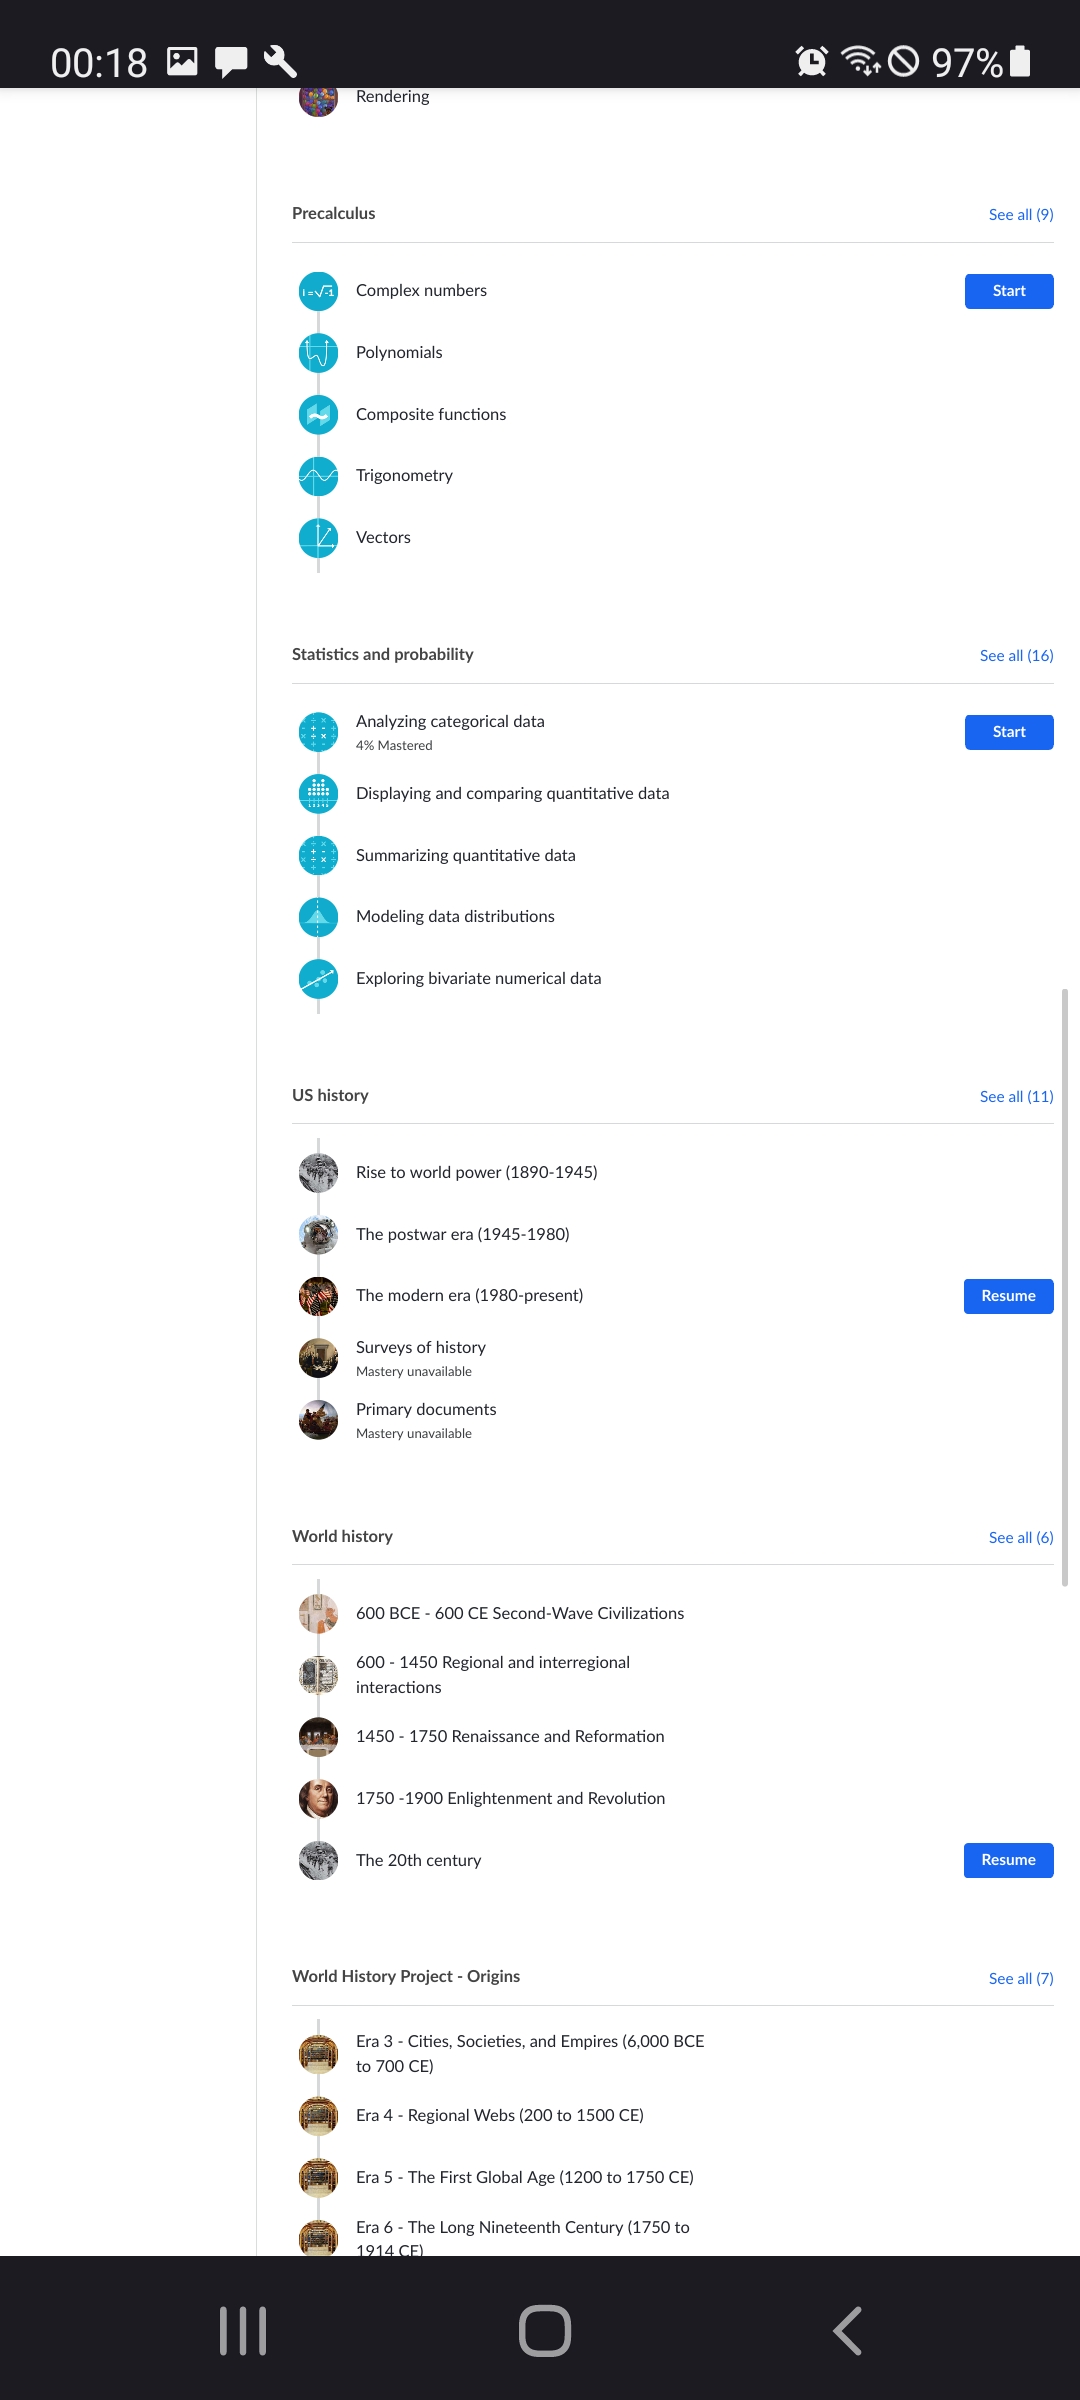 00:18
97%
Rendering
Precalculus
See all (9)
Complex numbers
Start
Polynomials
Composite functions
Trigonometry
Vectors
Statistics and probability
See all (16)
Analyzing categorical data
4% Mastered
Start
Displaying and comparing quantitative data
Summarizing quantitative data
Modeling data distributions
Exploring bivariate numerical data
US history
See all (11)
Rise to world power (1890-1945)
The postwar era (1945-1980)
The modern era (1980-present)
Resume
Surveys of history
Mastery unavailable
Primary documents
Mastery unavailable
World history
See all (6)
600 BCE - 600 CE Second-Wave Civilizations
600 - 1450 Regional and interregional
interactions
1450 - 1750 Renaissance and Reformation
1750 -1900 Enlightenment and Revolution
The 20th century
Resume
World History Project - Origins
See all (7)
Era 3 - Cities, Societies, and Empires (6,000 BCE
to 700 CE)
Era 4 - Regional Webs (200 to 1500 CE)
Era 5 - The First Global Age (1200 to 1750 CE)
Era 6 - The Long Nineteenth Century (1750 to
1914 CE)